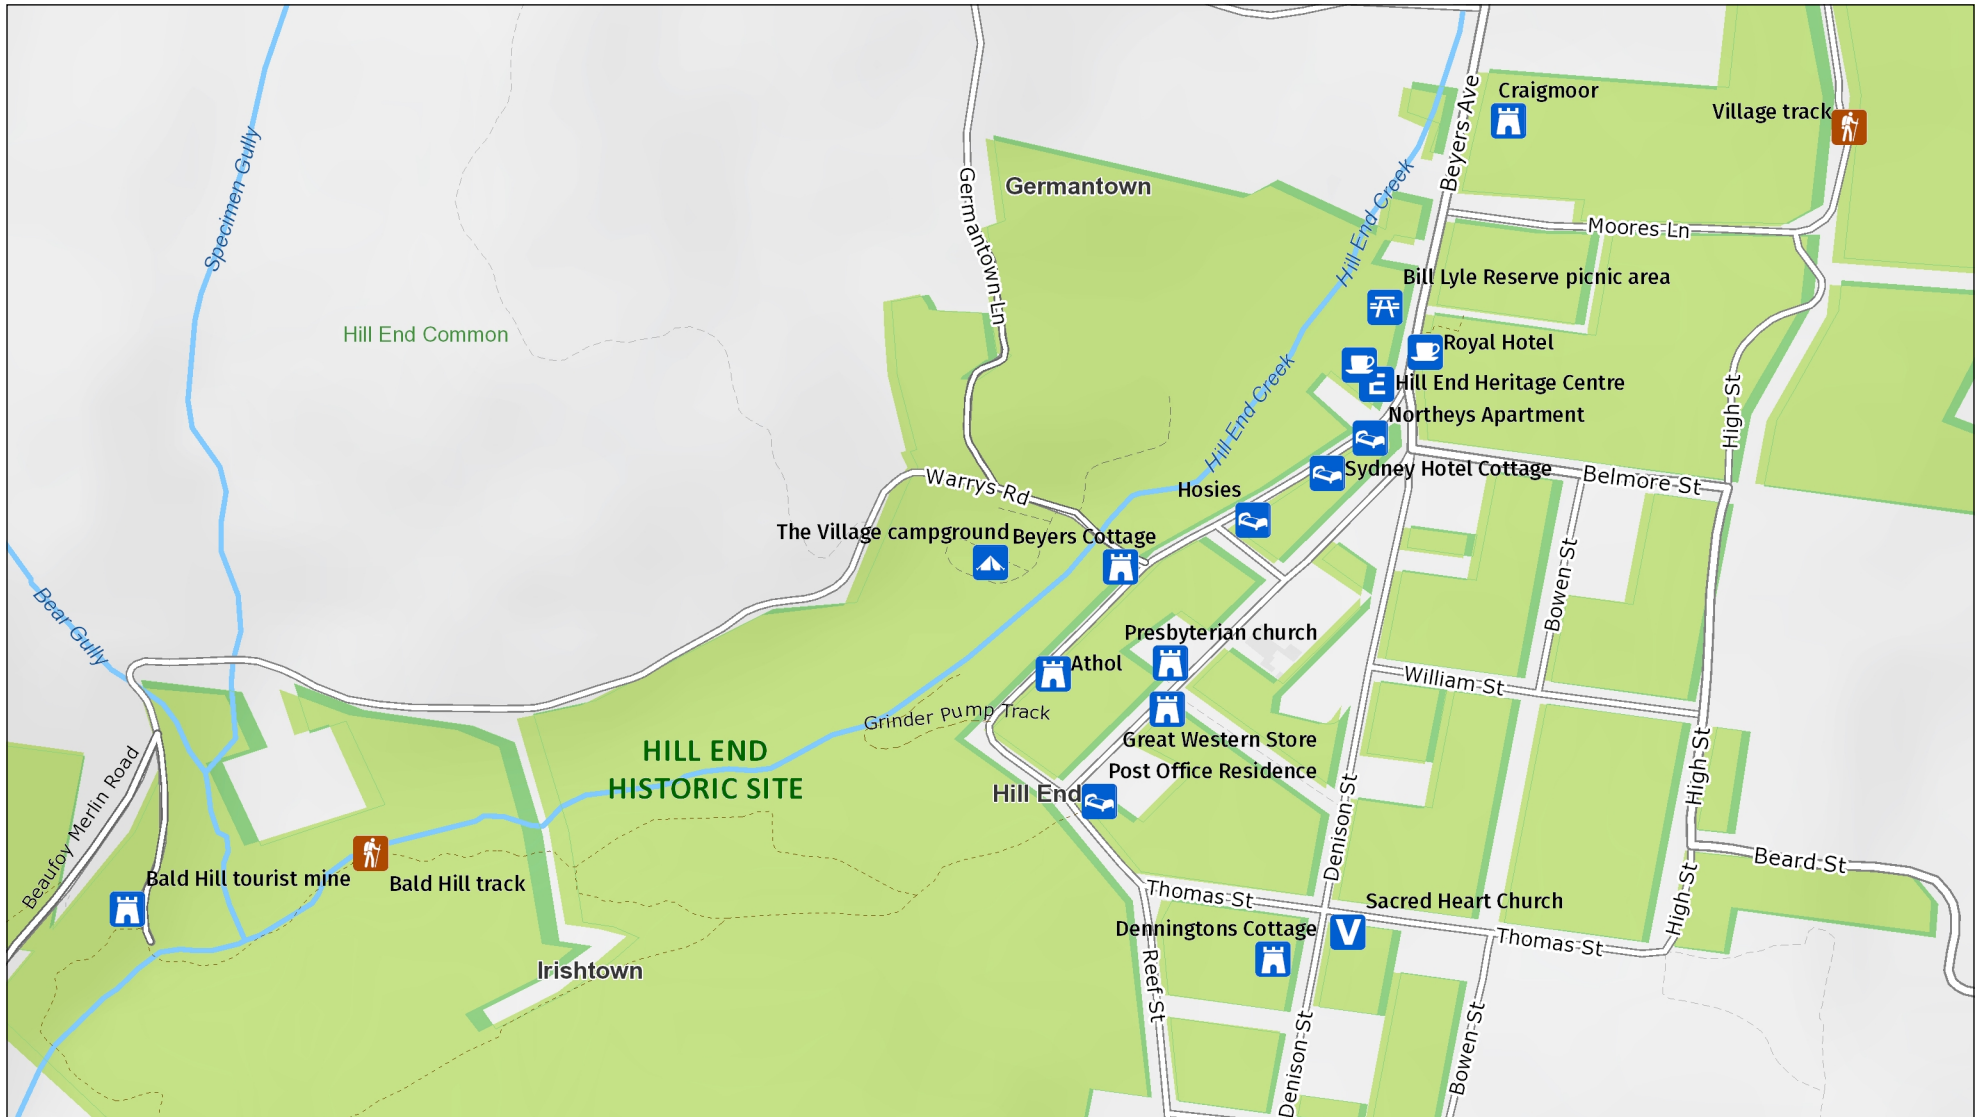 Craigmoor
Village track
Beyers Ave
Specimen Gully
Germantown
Germantown Ln
Hill End Creek
Moores Ln
Bill Lyle Reserve picnic area
Hill End Common
Royal Hotel
E
Hill End Heritage Centre
Northeys Apartment
High St
Hill End Creek
Sydney Hotel Cottage
Belmore St
Warrys Rd
Hosies
The Village campground
Beyers Cottage
Bowen St
Bear Gully
Presbyterian church
Athol
William St
Grinder Pump Track
Great Western Store
HILL END
HISTORIC SITE
Post Office Residence
Hill End
High St
Denison St
Beaufoy Merlin Road
Beard St
Bald Hill tourist mine
Bald Hill track
Thomas St
Sacred Heart Church
High St
Denningtons Cottage
V
Thomas St
Irishtown
Reef St
Denison St
Bowen St